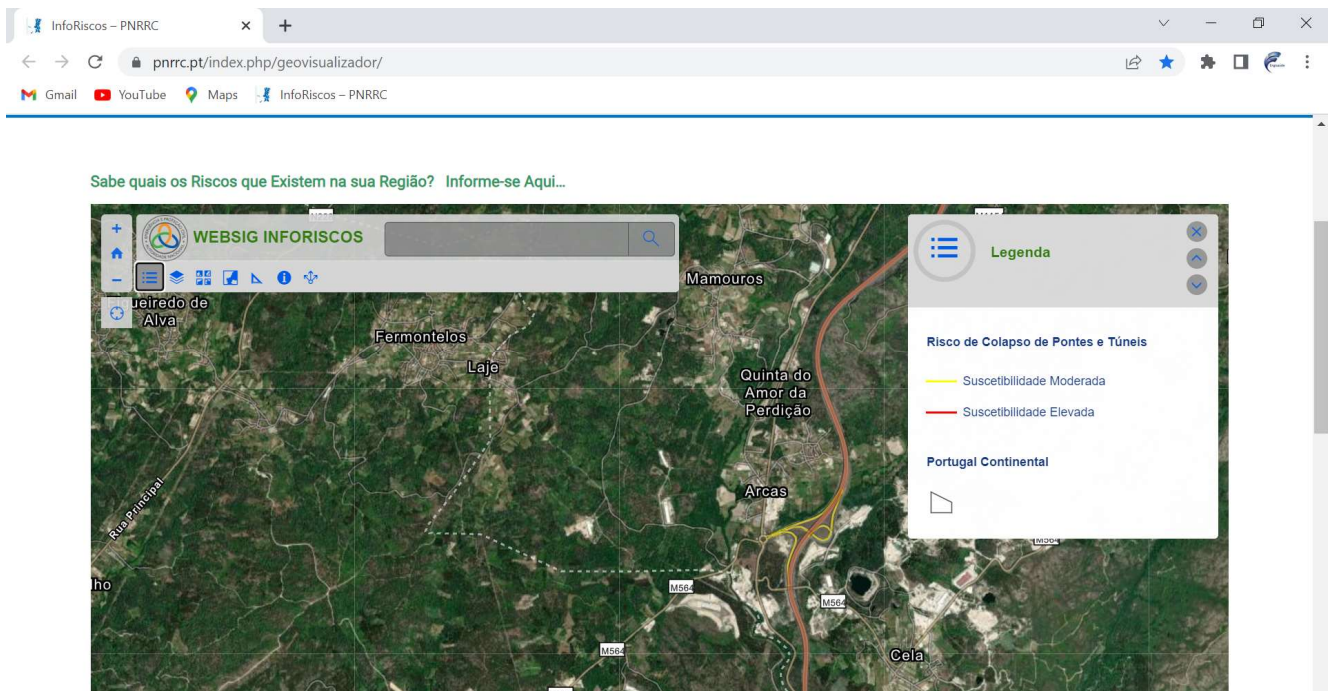 InfoRiscos – PNRRC
pnrrc.pt/index.php/geovisualizador/
Gmail YouTube Maps InfoRiscos – PNRRC
Sabe quais os Riscos que Existem na sua Região? Informe-se Aqui...
WEBSIG INFORISCOS
Legenda
Mamouros
ueiredo de
Alva
Fermontelos
Laje
Risco de Colapso de Pontes e Túneis
Quinta do
Amor da
Perdição
Suscetibilidade Moderada
Suscetibilidade Elevada
Portugal Continental
Arcas
Rua Principal
lho
M564
M564
M564
Cela